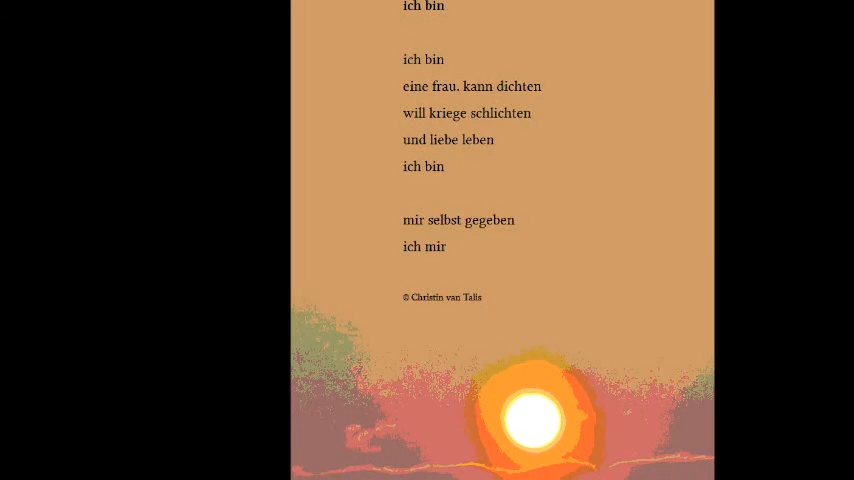 ich bin
ich bin
eine frau. kann dichten
will kriege schlichten
und liebe leben
ich bin
mir selbst gegeben
ich mir
© Christin van Talis